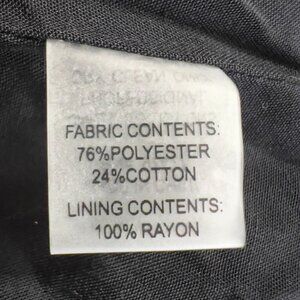 FABRIC CONTENTS:
76%POLYESTER
24%COTTON
LINING CONTENTS:
100% RAYON